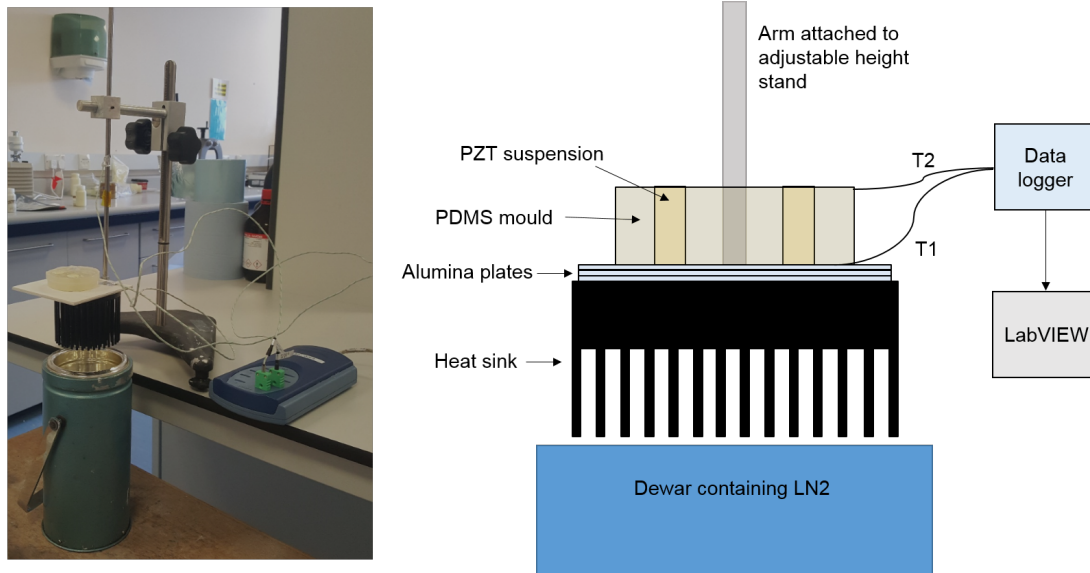 Arm attached to
adjustable height
stand
PZT suspension
T2
Data
logger
PDMS mould
T1
Alumina plates
LabVIEW
Heat sink
Dewar containing LN2